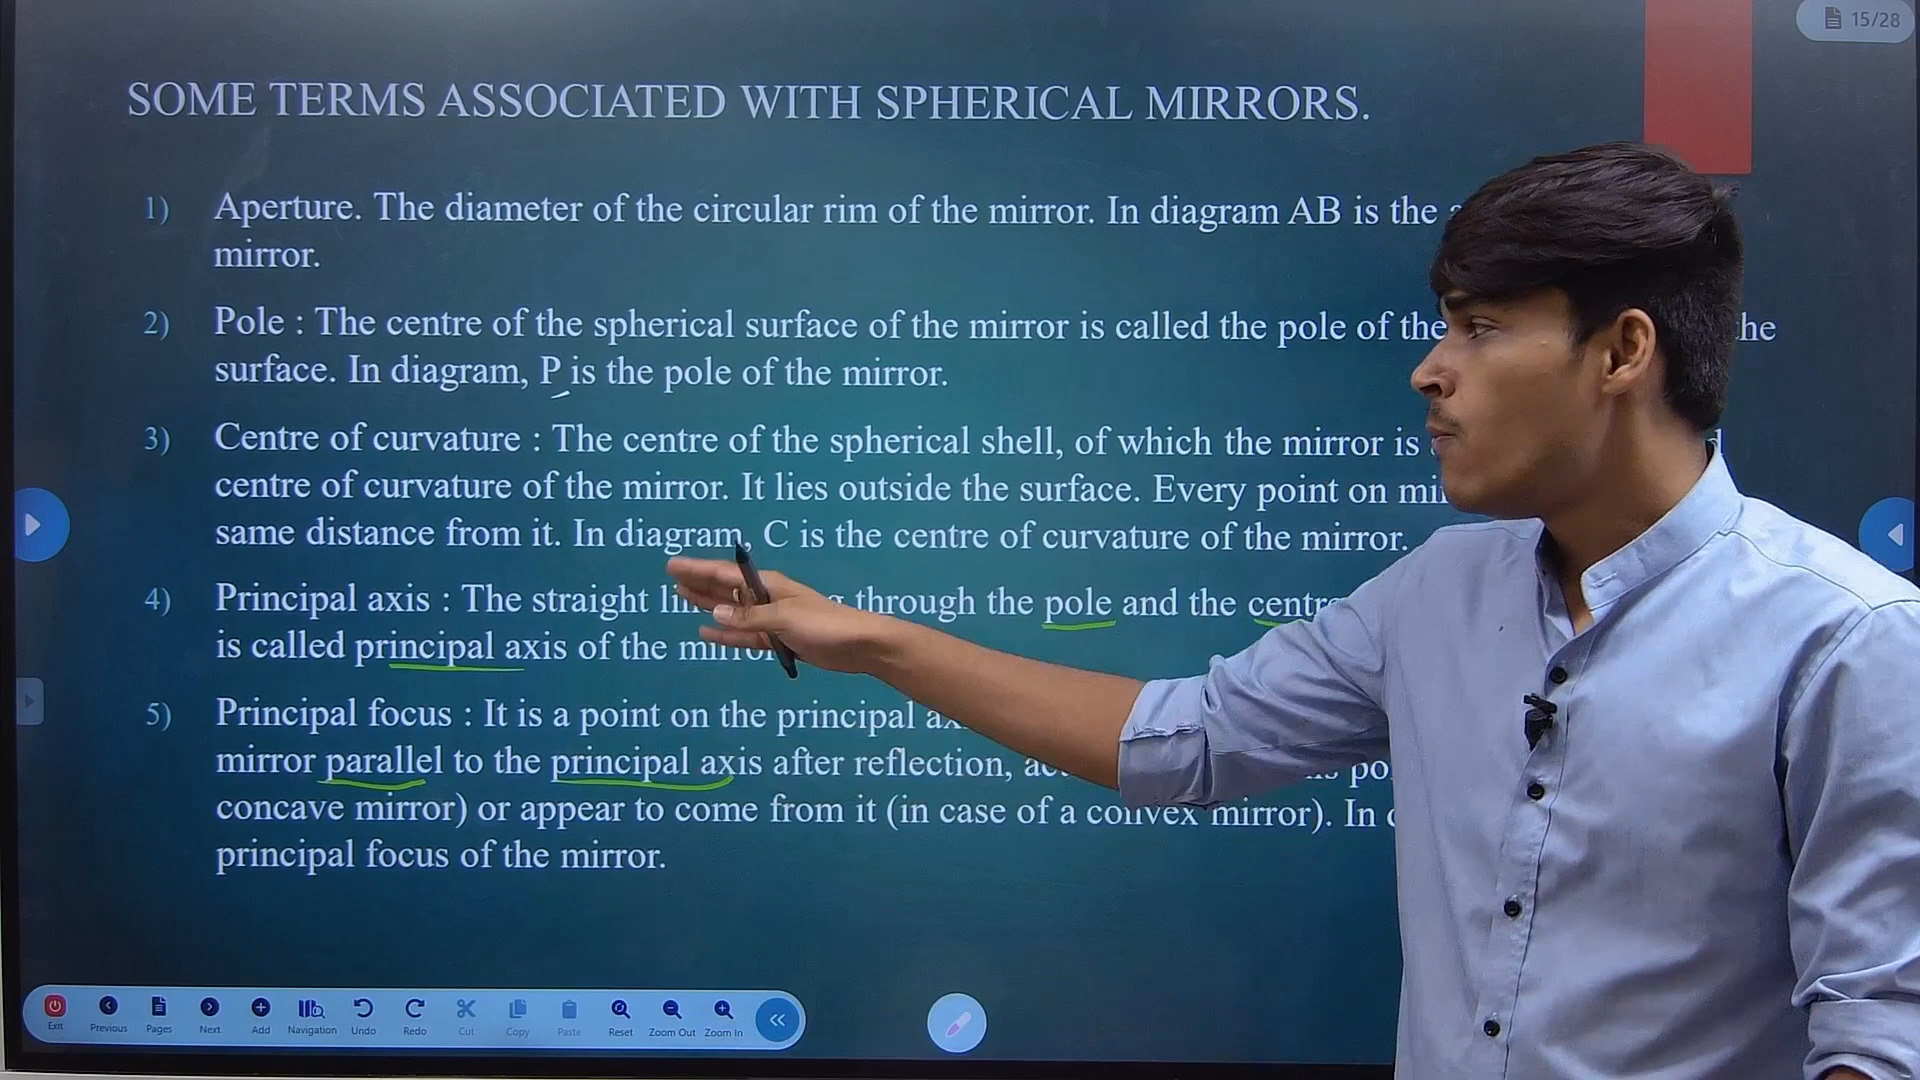 15/28
SOME TERMS ASSOCIATED WITH SPHERICAL MIRRORS.
1) Aperture. The diameter of the circular rim of the mirror. In diagram AB is the
mirror.
2) Pole : The centre of the spherical surface of the mirror is called the pole of the
surface. In diagram, P is the pole of the mirror.
3) Centre of curvature : The centre of the spherical shell, of which the mirror is
centre of curvature of the mirror. It lies outside the surface. Every point on
same distance from it. In diagram, C is the centre of curvature of the mirror.
4) Principal axis : The straight through the pole and the
is called principal axis of the mirror
5) Principal focus : It is a point on the principal
mirror parallel to the principal axis after reflection,
concave mirror) or appear to come from it (in case of a convex mirror). In
principal focus of the mirror.
Exit Previous Pages Next Add Navigation Undo Redo Cut Copy Paste Reset Zoom Out Zoom In